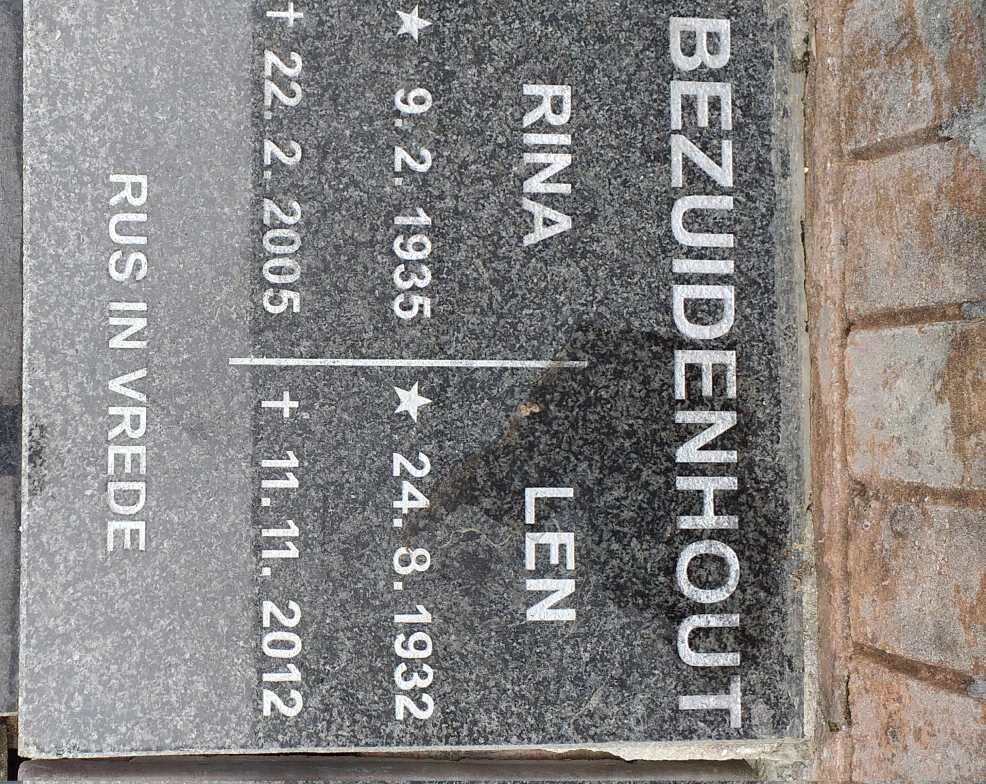 BEZUIDENHOUT
RINA
★ 9. 2. 1935
+ 22. 2. 2005
LEN
★ 24. 8. 1932
+ 11. 11. 2012
RUS IN VREDE